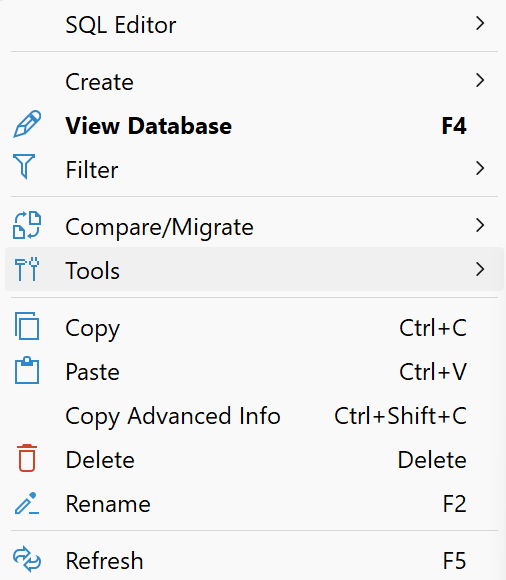 SQL Editor
Create
View Database F4
Filter
Compare/Migrate
Tools
Copy Ctrl+C
Paste Ctrl+V
Copy Advanced Info Ctrl+Shift+C
Delete Delete
Rename F2
Refresh F5